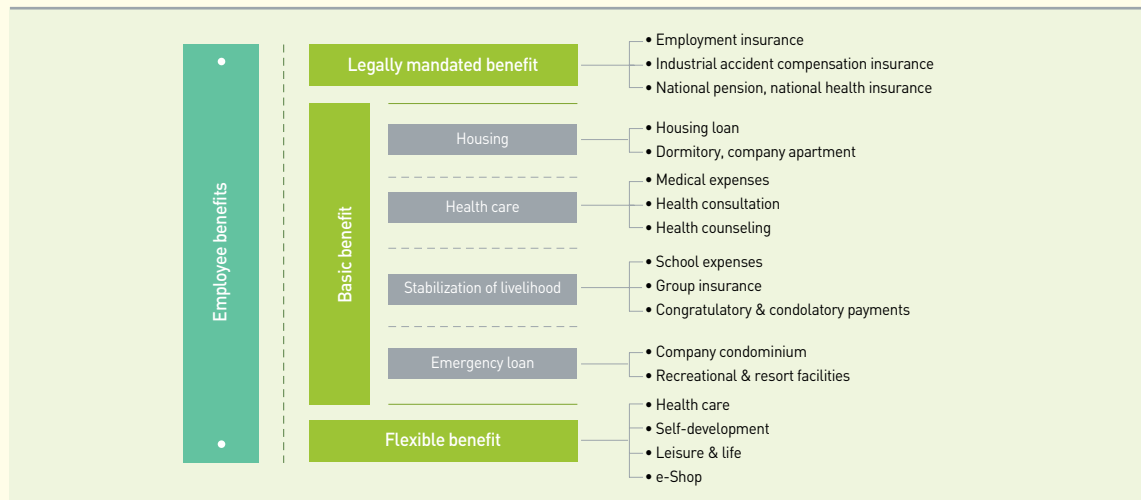 Employee benefits
Legally mandated benefit
• Employment insurance
• Industrial accident compensation insurance
• National pension, national health insurance
Basic benefit
Housing
• Housing loan
• Dormitory, company apartment
Health care
• Medical expenses
• Health consultation
• Health counseling
Stabilization of livelihood
• School expenses
• Group insurance
• Congratulatory & condolatory payments
Emergency loan
• Company condominium
• Recreational & resort facilities
Flexible benefit
• Health care
• Self-development
• Leisure & life
• e-Shop